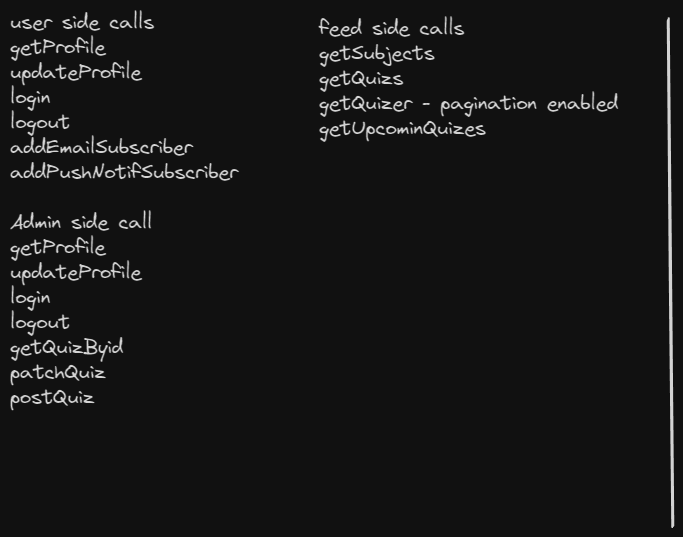 user side calls
getProfile
updateProfile
login
logout
addEmailSubscriber
addPushNotifSubscriber
Admin side call
getProfile
updateProfile
login
logout
getQuizByid
patchQuiz
postQuiz
feed side calls
getSubjects
getQuizs
getQuizer - pagination enabled
getUpcominQuizes